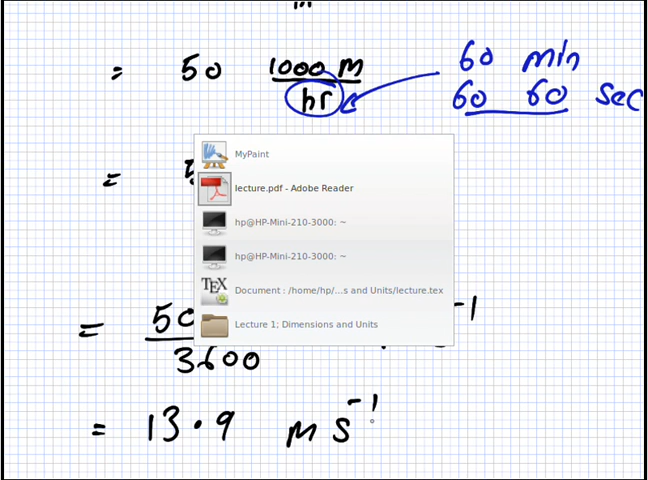 = 50 1000 m
hr
60 min
60 60 sec
=
MyPaint
lecture.pdf - Adobe Reader
hp@HP-Mini-210-3000: ~
hp@HP-Mini-210-3000: ~
Document : /home/hp/...s and Units/lecture.tex
Lecture 1; Dimensions and Units
= 50 -1
3600
= 13.9 m s-1